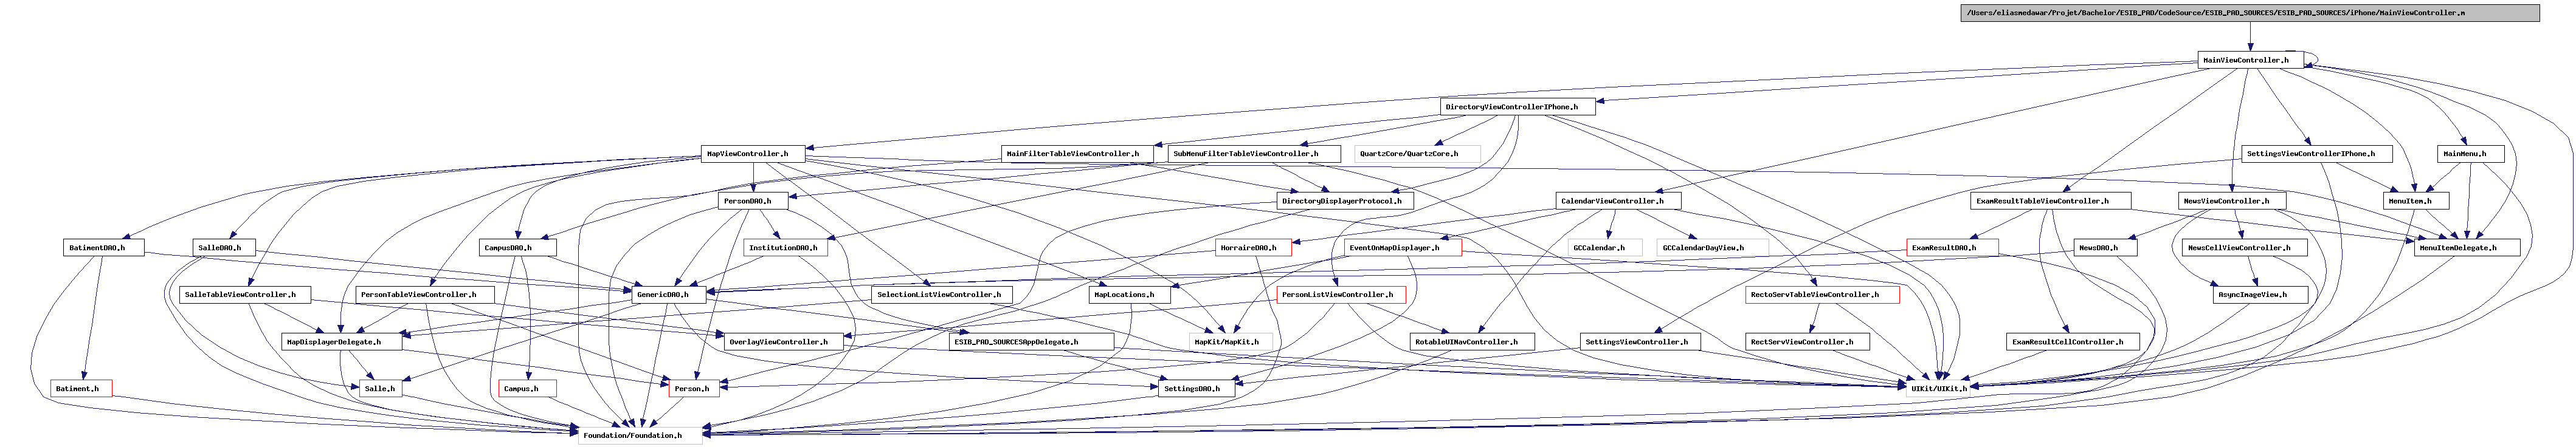 /Users/eliasmedawar/Projet/Bachelor/ESIB_PAD/CodeSource/ESIB_PAD_SOURCES/ESIB_PAD_SOURCES/iPhone/MainViewController.m
MainViewController.h
DirectoryViewControllerIPhone.h
MapViewController.h
MainFilterTableViewController.h
SubMenuFilterTableViewController.h
QuartzCore/QuartzCore.h
SettingsViewControllerIPhone.h
MainMenu.h
PersonDAO.h
DirectoryDisplayerProtocol.h
CalendarViewController.h
ExamResultTableViewController.h
NewsViewController.h
MenuItem.h
BatimentDAO.h
SalleDAO.h
CampusDAO.h
InstitutionDAO.h
HorraireDAO.h
EventOnMapDisplayer.h
GCCalendar.h
GCCalendarDayView.h
ExamResultDAO.h
NewsDAO.h
NewsCellViewController.h
MenuItemDelegate.h
SalleTableViewController.h
PersonTableViewController.h
GenericDAO.h
SelectionListViewController.h
MapLocations.h
PersonListViewController.h
RectoServTableViewController.h
AsyncImageView.h
MapDisplayerDelegate.h
OverlayViewController.h
ESIB_PAD_SOURCESAppDelegate.h
MapKit/MapKit.h
RotableUINavController.h
SettingsViewController.h
RectServViewController.h
ExamResultCellController.h
Batiment.h
Salle.h
Campus.h
Person.h
SettingsDAO.h
UIKit/UIKit.h
Foundation/Foundation.h